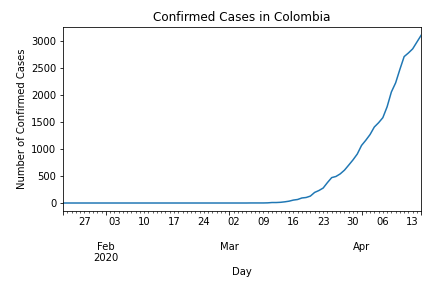 Confirmed Cases in Colombia
Number of Confirmed Cases
3000
2500
2000
1500
1000
500
0
27 03 10 17 24 02 09 16 23 30 06 13
Feb Mar Apr
2020
Day